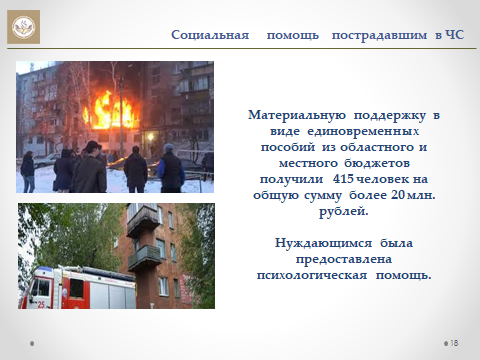 Социальная помощь пострадавшим в ЧС
Материальную поддержку в
виде единовременных
пособий из областного и
местного бюджетов
получили 415 человек на
общую сумму более 20 млн.
рублей.
Нуждающимся была
предоставлена
психологическая помощь.
25
18